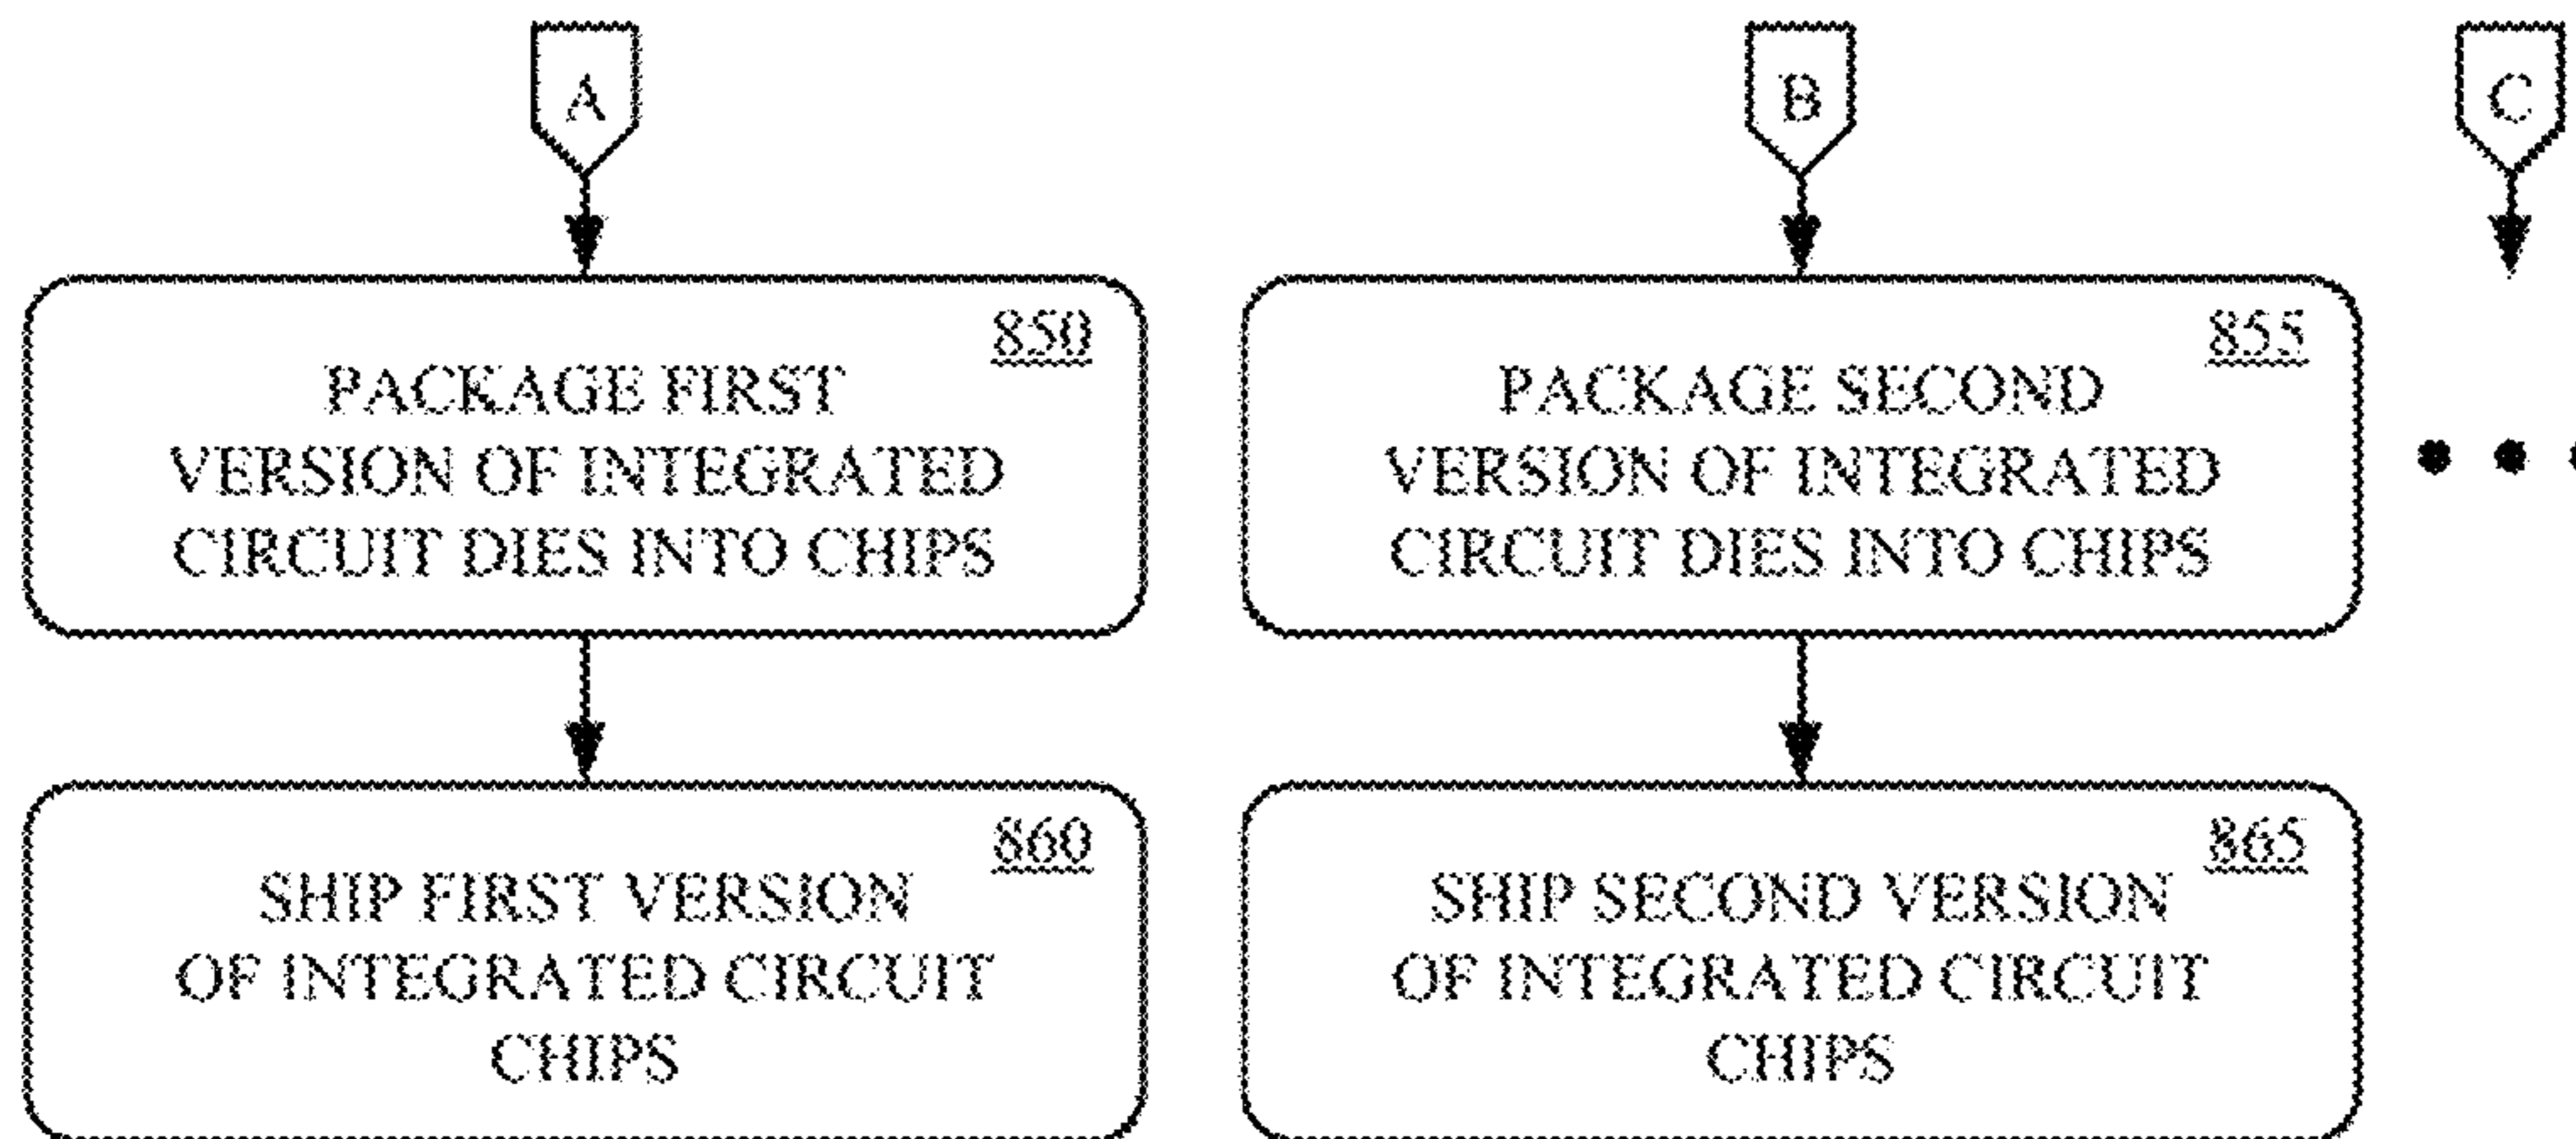 A
B
C
850
PACKAGE FIRST
VERSION OF INTEGRATED
CIRCUIT DIES INTO CHIPS
855
PACKAGE SECOND
VERSION OF INTEGRATED
CIRCUIT DIES INTO CHIPS
860
SHIP FIRST VERSION
OF INTEGRATED CIRCUIT
CHIPS
865
SHIP SECOND VERSION
OF INTEGRATED CIRCUIT
CHIPS